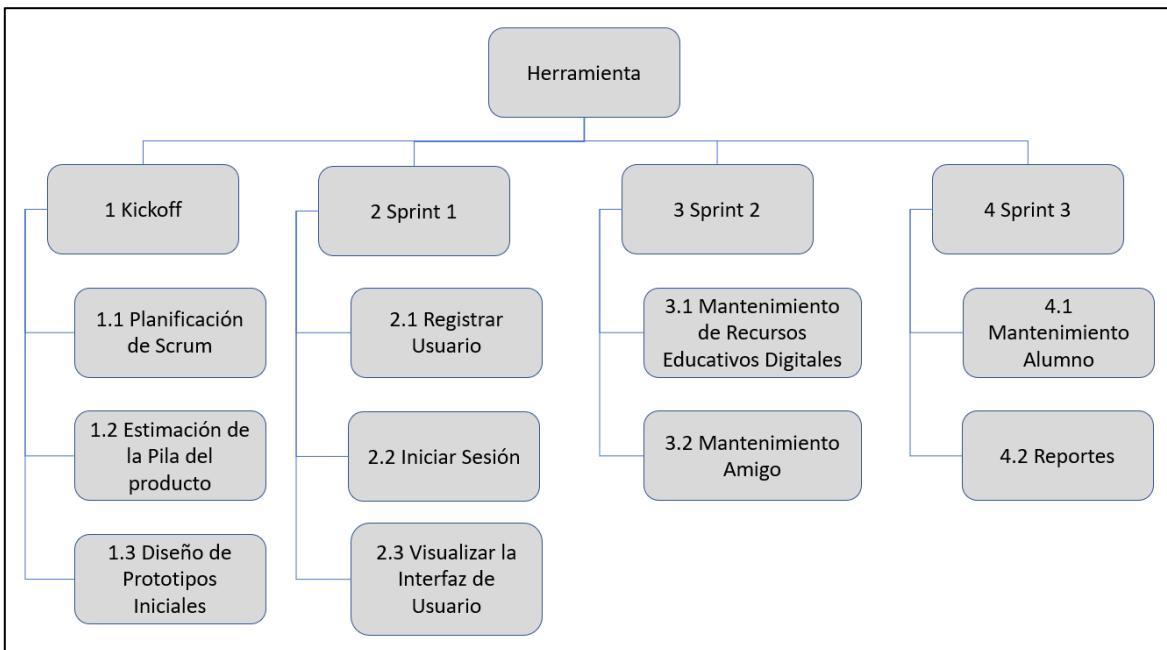 Herramienta
1 Kickoff
2 Sprint 1
3 Sprint 2
4 Sprint 3
1.1 Planificación
de Scrum
2.1 Registrar
Usuario
3.1 Mantenimiento
de Recursos
Educativos Digitales
4.1
Mantenimiento
Alumno
1.2 Estimación de
la Pila del
producto
2.2 Iniciar Sesión
3.2 Mantenimiento
Amigo
4.2 Reportes
1.3 Diseño de
Prototipos
Iniciales
2.3 Visualizar la
Interfaz de
Usuario